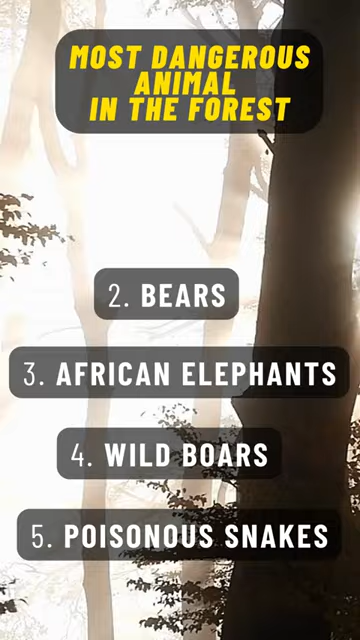 MOST DANGEROUS
ANIMAL
IN THE FOREST
2. BEARS
3. AFRICAN ELEPHANTS
4. WILD BOARS
5. POISONOUS SNAKES